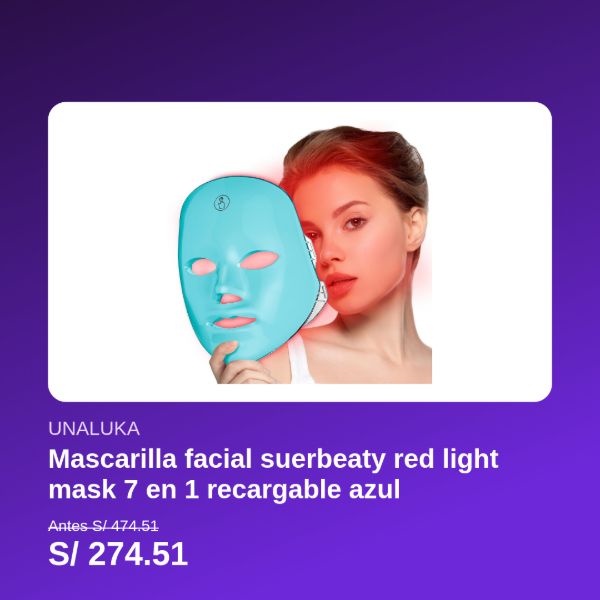 UNALUKA
Mascarilla facial suerbeaty red light
mask 7 en 1 recargable azul
Antes S/ 474.51
S/ 274.51